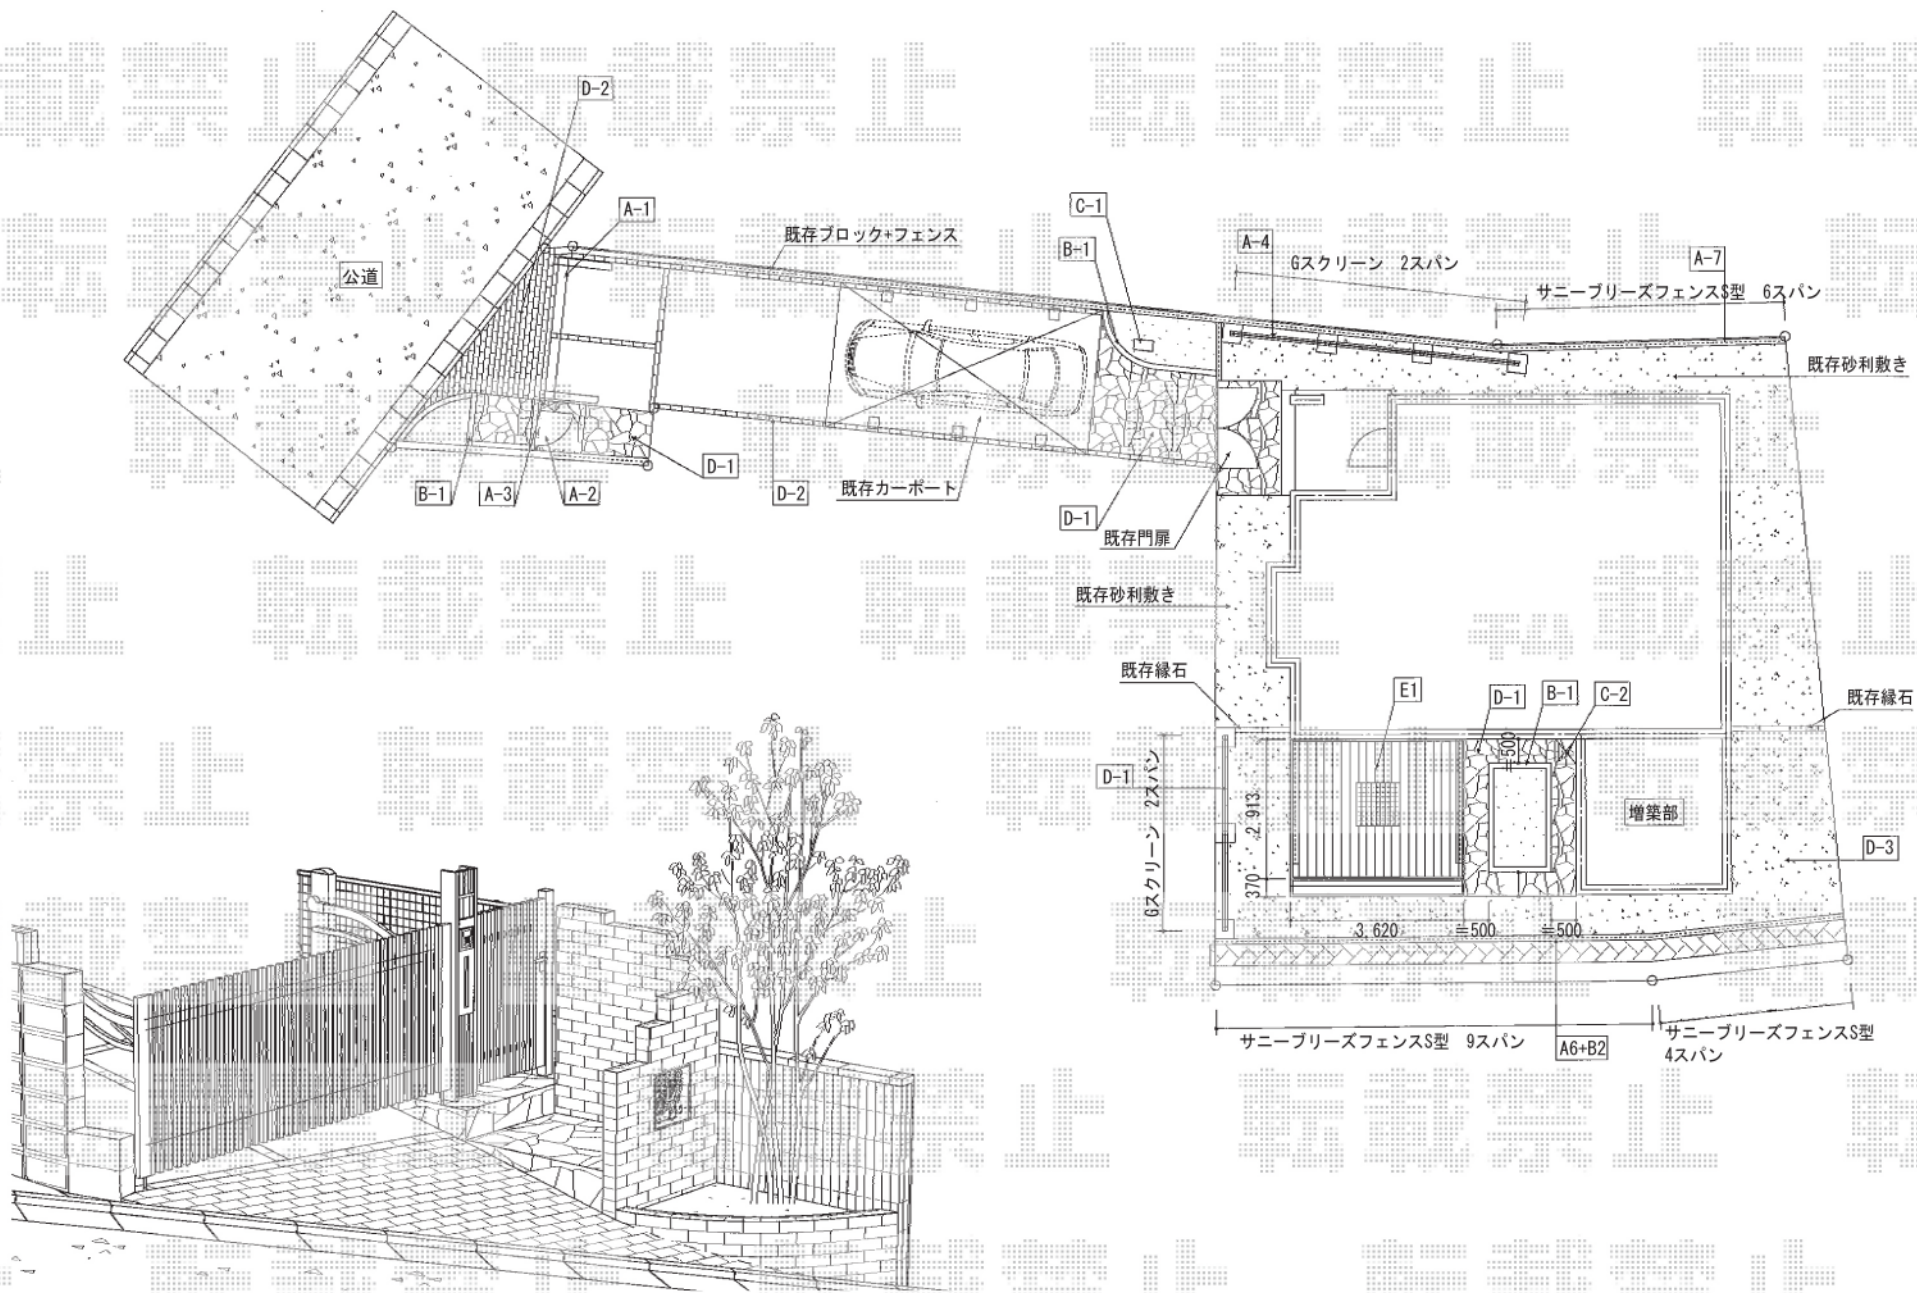 転載禁止
D-2
A-1
C-1
B-1
既存ブロック+フェンス
A-4
Gスクリーン 2スパン
A-7
サニーブリーズフェンスS型 6スパン
公道
既存砂利敷き
D-1
B-1
A-3
A-2
D-2
既存カーポート
D-1
既存門扉
既存砂利敷き
既存縁石
E1
D-1
B-1
C-2
既存縁石
D-1
Gスクリーン 2スパン
2,913
370
500
増築部
D-3
3 620
=500
=500
サニーブリーズフェンスS型 9スパン
A6+B2
サニーブリーズフェンスS型
4スパン